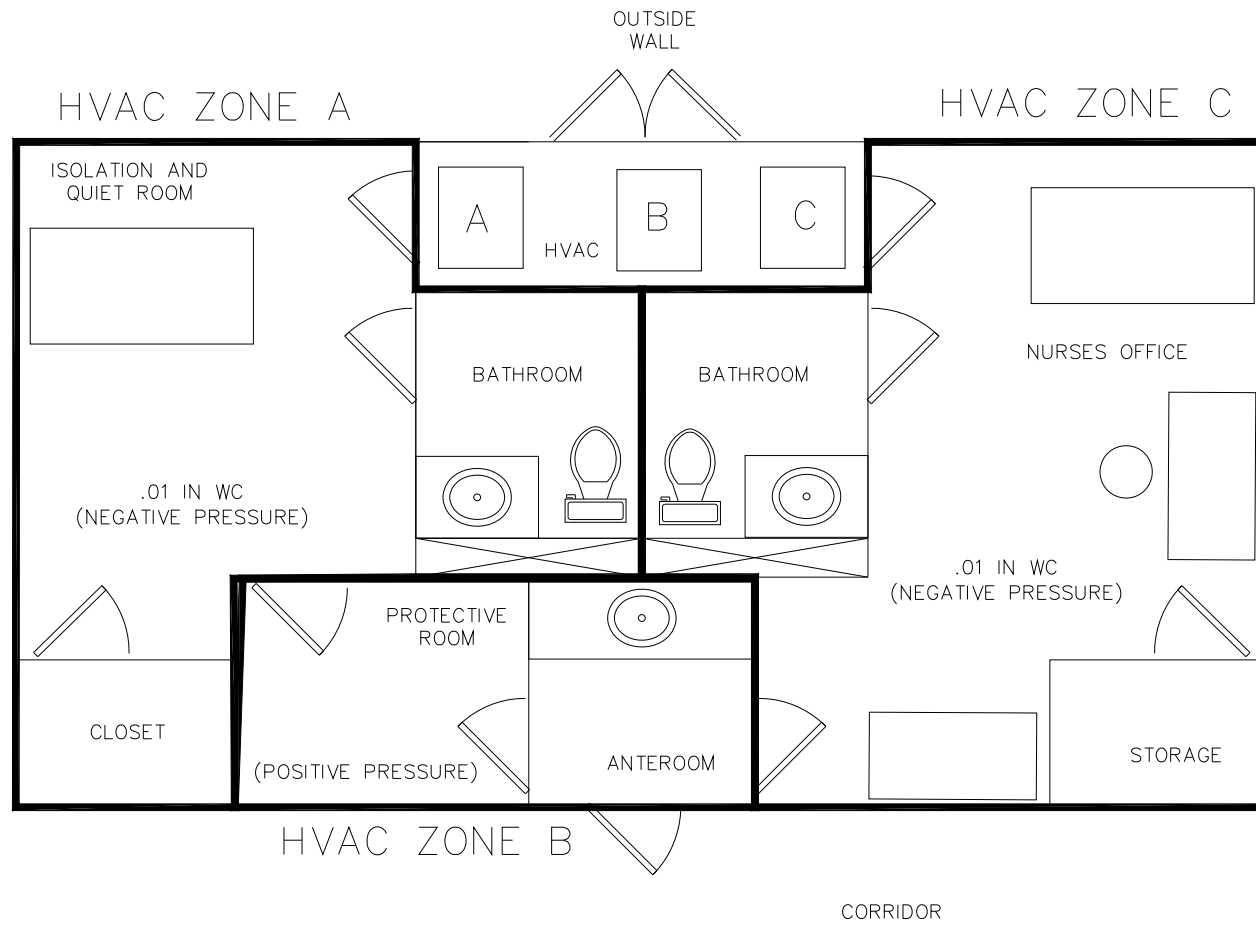 OUTSIDE
WALL
HVAC ZONE A
HVAC ZONE C
ISOLATION AND
QUIET ROOM
A
B
C
HVAC
NURSES OFFICE
BATHROOM
BATHROOM
.01 IN WC
(NEGATIVE PRESSURE)
.01 IN WC
(NEGATIVE PRESSURE)
PROTECTIVE
ROOM
CLOSET
(POSITIVE PRESSURE)
ANTEROOM
STORAGE
HVAC ZONE B
CORRIDOR